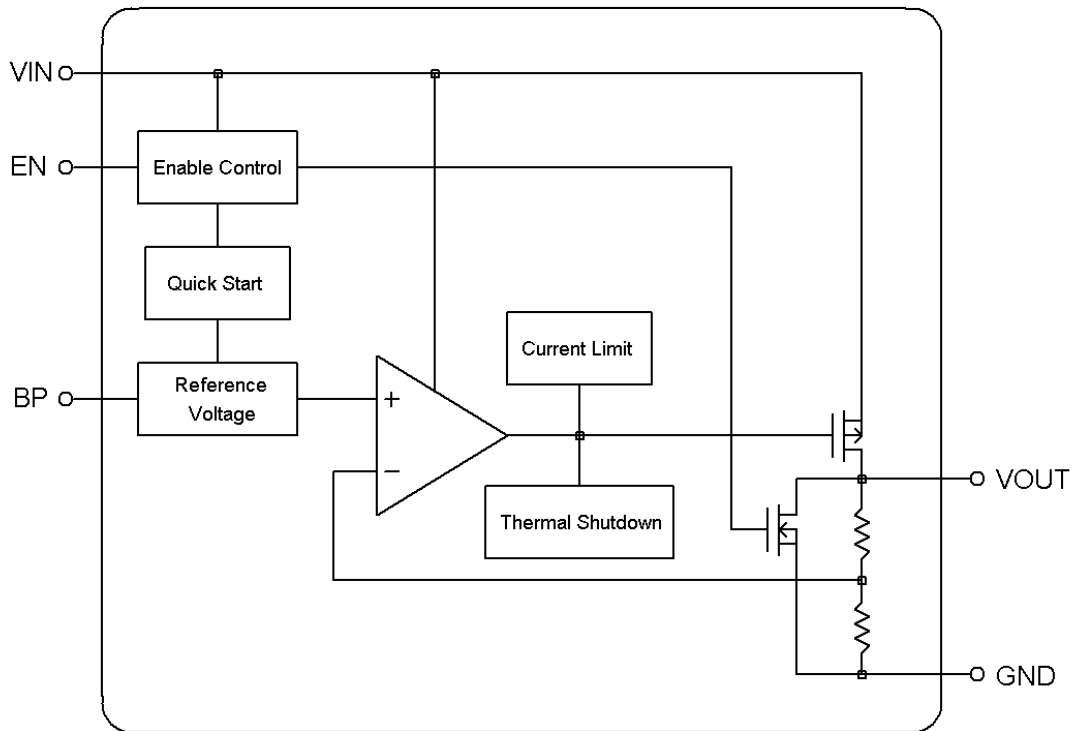 VIN
EN
Enable Control
Quick Start
BP
Reference
Voltage
+
−
Current Limit
Thermal Shutdown
VOUT
GND